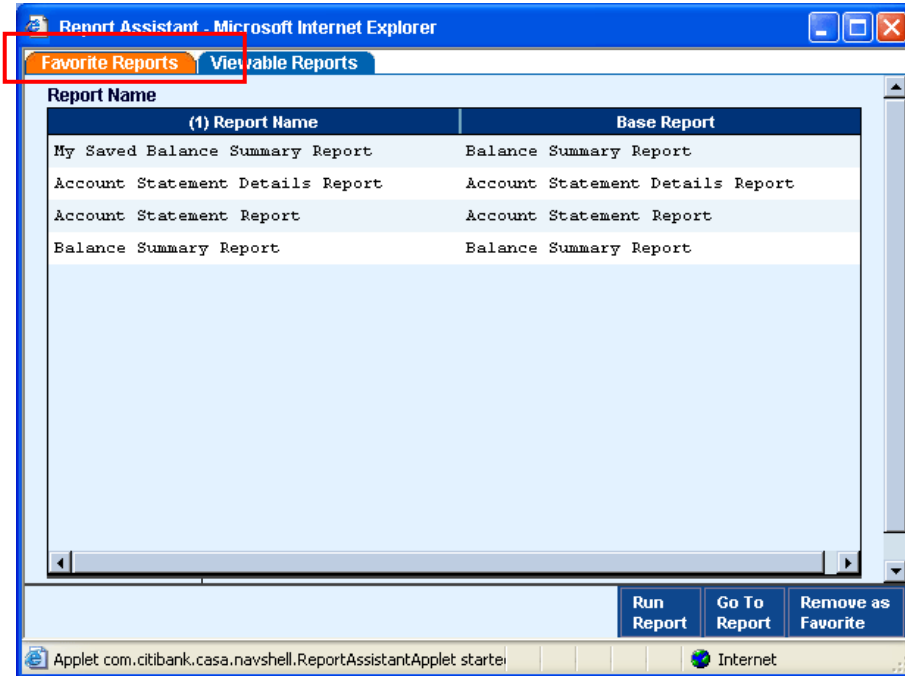 Report Assistant - Microsoft Internet Explorer
Favorite Reports Viewable Reports
Report Name
(1) Report Name Base Report
My Saved Balance Summary Report Balance Summary Report
Account Statement Details Report Account Statement Details Report
Account Statement Report Account Statement Report
Balance Summary Report Balance Summary Report
Run Report Go To Report Remove as Favorite
Applet com.citibank.casa.navshell.ReportAssistantApplet starte Internet